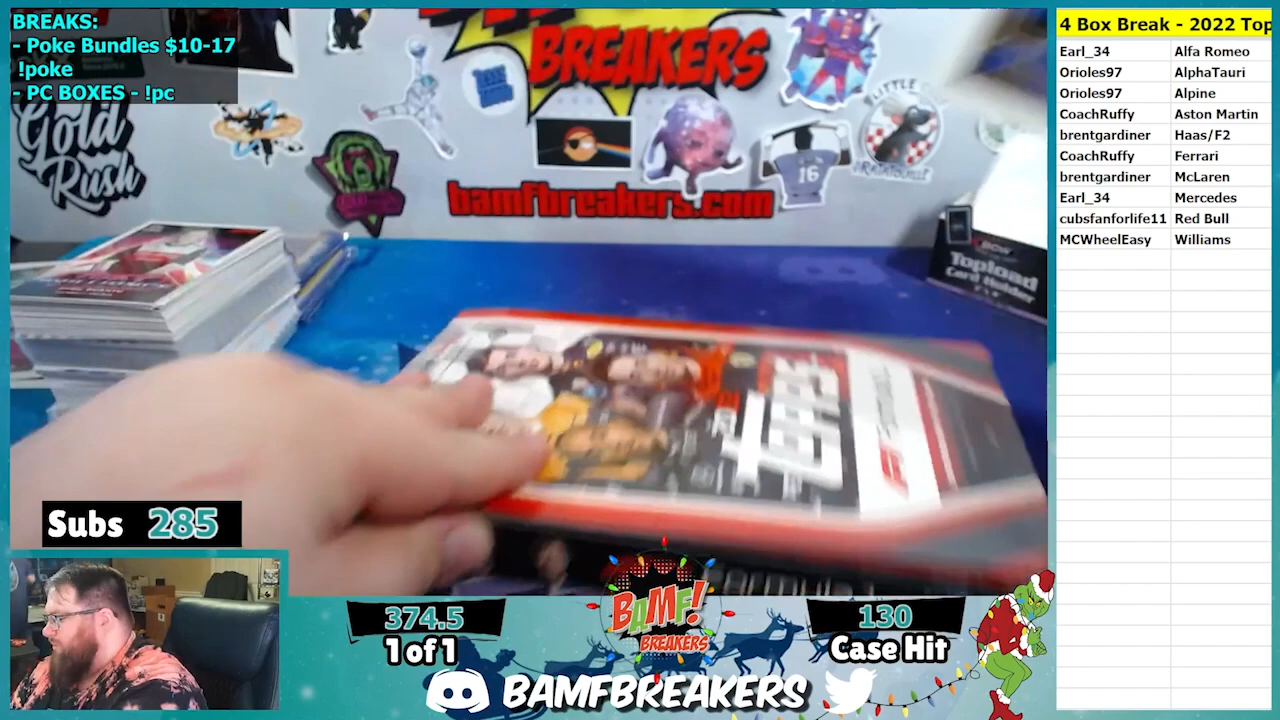 BREAKS:
- Poke Bundles $10-17
!poke
- PC BOXES - !pc
BREAKERS
Gold
Rush
16
LITTLE
RATATOUILLE
bamfbreakers.com
BCW
Topload
Card Holder
Subs 285
374.5
1 of 1
BAMF!
BREAKERS
130
Case Hit
BAMFBREAKERS
4 Box Break - 2022 Top
Earl_34 Alfa Romeo
Orioles97 AlphaTauri
Orioles97 Alpine
CoachRuffy Aston Martin
brentgardiner Haas/F2
CoachRuffy Ferrari
brentgardiner McLaren
Earl_34 Mercedes
cubsfanforlife11 Red Bull
MCWheelEasy Williams